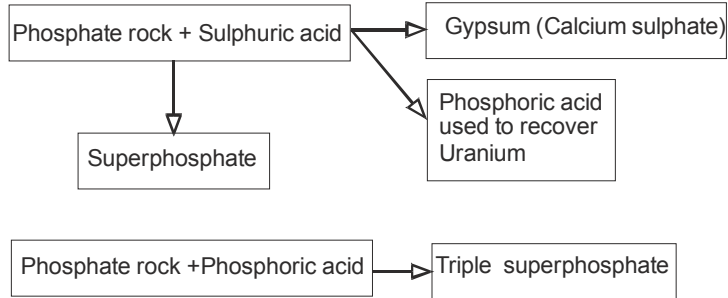 Phosphate rock + Sulphuric acid
Gypsum (Calcium sulphate)
Phosphoric acid
used to recover
Uranium
Superphosphate
Phosphate rock +Phosphoric acid
Triple superphosphate